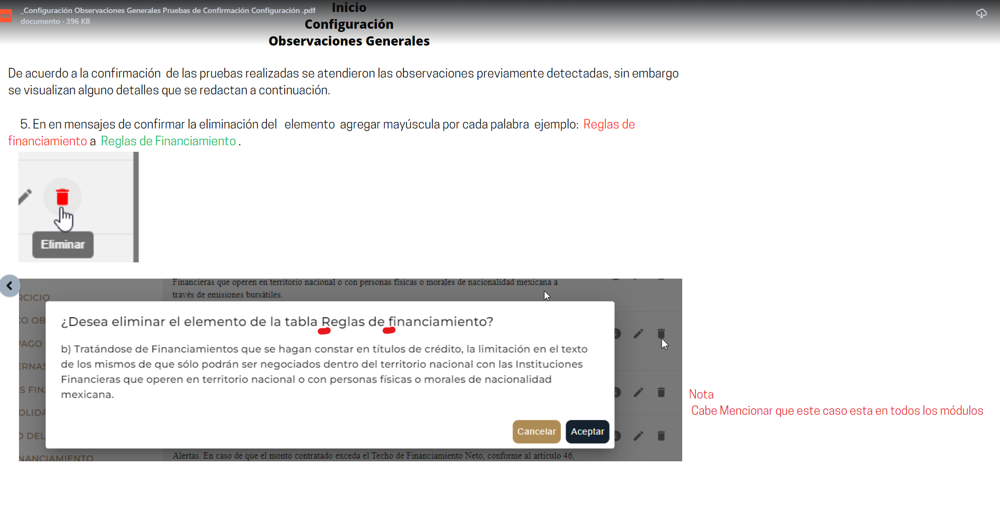 _Configuración Observaciones Generales Pruebas de Confirmación Configuración .pdf
documento · 396 KB
PDF
Inicio
Configuración
Observaciones Generales
De acuerdo a la confirmación de las pruebas realizadas se atendieron las observaciones previamente detectadas, sin embargo
se visualizan alguno detalles que se redactan a continuación.
5. En en mensajes de confirmar la eliminación del elemento agregar mayúscula por cada palabra ejemplo: Reglas de
financiamiento a Reglas de Financiamiento .
Eliminar
Financieras que operen en territorio nacional o con personas físicas o morales de nacionalidad mexicana a
través de emisiones bursátiles.
RCICIO
CO OB
PAGO
ERNAS
S FIN
OLIDA
O DEL
NANCIAMIENTO
¿Desea eliminar el elemento de la tabla Reglas de financiamiento?
b) Tratándose de Financiamientos que se hagan constar en títulos de crédito, la limitación en el texto
de los mismos de que sólo podrán ser negociados dentro del territorio nacional con las Instituciones
Financieras que operen en territorio nacional o con personas físicas o morales de nacionalidad
mexicana.
Cancelar Aceptar
Alertas. En caso de que el monto contratado exceda el Techo de Financiamiento Neto, conforme al artículo 46,
Nota
Cabe Mencionar que este caso esta en todos los módulos